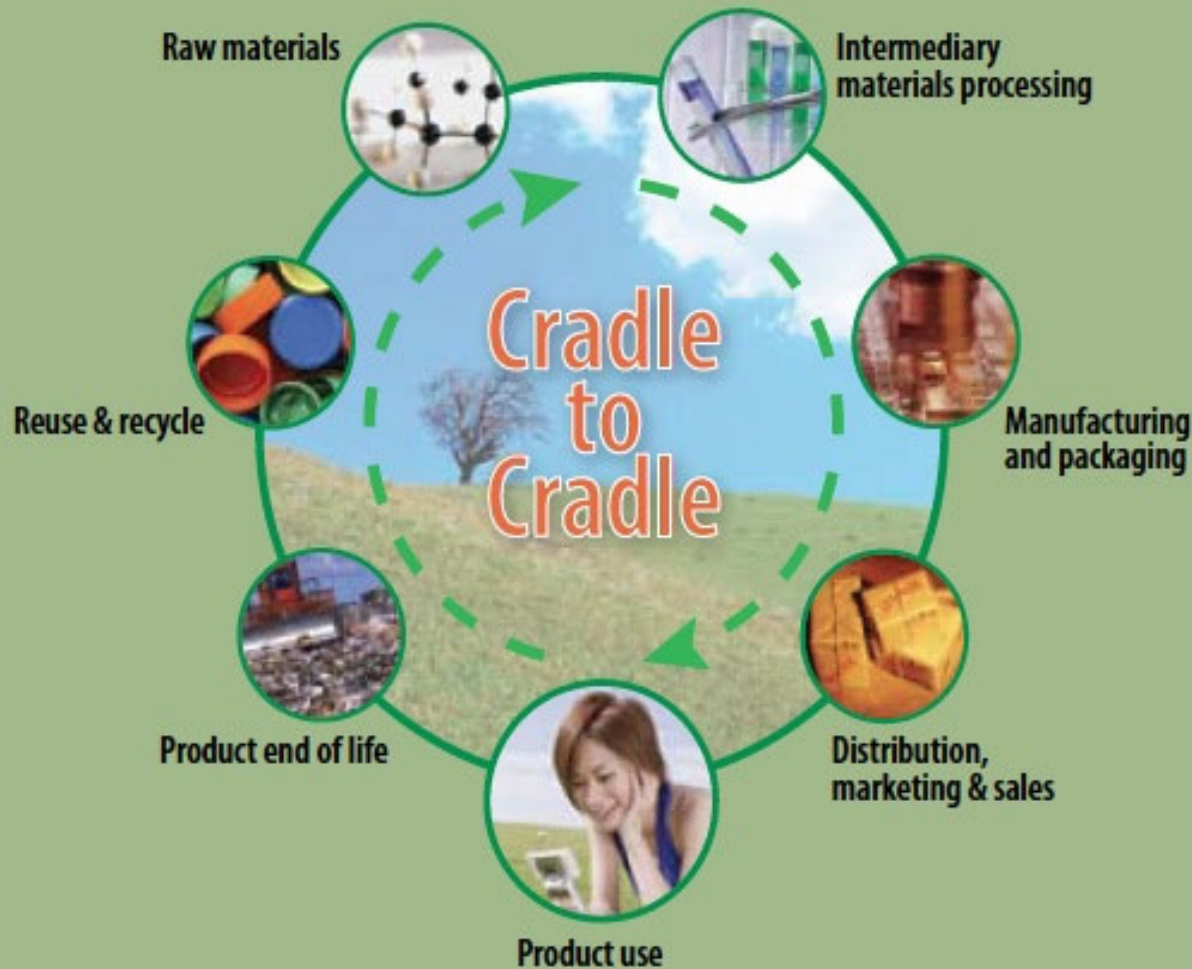 Raw materials
Intermediary
materials processing
Cradle
to
Cradle
Reuse & recycle
Manufacturing
and packaging
Product end of life
Distribution,
marketing & sales
Product use